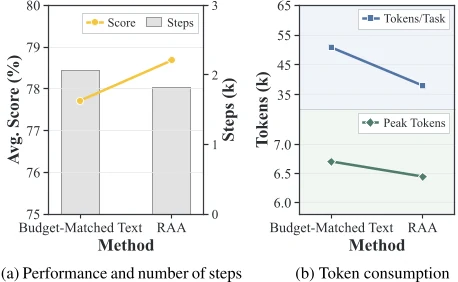 80
79
78
77
76
75
Avg. Score (%)
Score
Steps
3
2
1
0
Steps (k)
Budget-Matched Text
RAA
Method
(a) Performance and number of steps
65
55
45
35
7.0
6.5
6.0
Tokens (k)
Tokens/Task
Peak Tokens
Budget-Matched Text
RAA
Method
(b) Token consumption